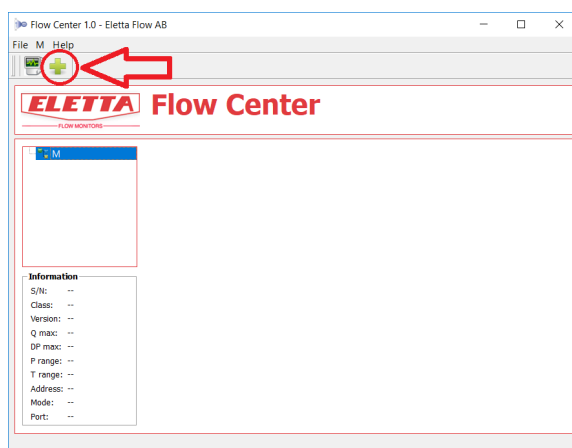 Flow Center 1.0 - Eletta Flow AB
File M Help
ELETTA
FLOW MONITORS
Flow Center
M
Information
S/N: --
Class: --
Version: --
Q max: --
DP max: --
P range: --
T range: --
Address: --
Mode: --
Port: --